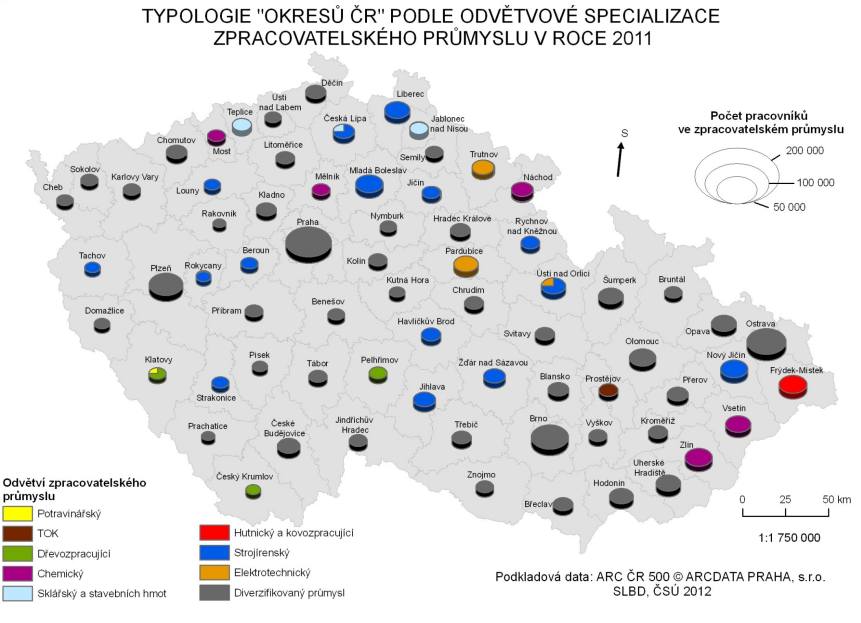 TYPOLOGIE "OKRESŮ ČR" PODLE ODVĚTVOVÉ SPECIALIZACE
ZPRACOVATELSKÉHO PRŮMYSLU V ROCE 2011
Děčín
Ústí
nad Labem
Teplice
Liberec
Česká Lípa
Jablonec
nad Nisou
S
Počet pracovníků
ve zpracovatelském průmyslu
200 000
100 000
50 000
Chomutov
Most
Litoměřice
Semily
Trutnov
Sokolov
Karlovy Vary
Cheb
Louny
Mělník
Mladá Boleslav
Jičín
Náchod
Kladno
Rakovník
Praha
Nymburk
Hradec Králové
Rychnov
nad Kněžnou
Tachov
Plzeň
Rokycany
Beroun
Kolín
Pardubice
Kutná Hora
Chrudim
Ústí nad Orlicí
Šumperk
Bruntál
Domažlice
Příbram
Benešov
Havlíčkův Brod
Svitavy
Opava
Ostrava
Klatovy
Písek
Tábor
Pelhřimov
Žďár nad Sázavou
Olomouc
Nový Jičín
Frýdek-Místek
Strakonice
Jihlava
Blansko
Prostějov
Přerov
Prachatice
České
Budějovice
Jindřichův
Hradec
Třebíč
Brno
Vyškov
Kroměříž
Vsetín
Zlín
Český Krumlov
Znojmo
Břeclav
Hodonín
Uherské
Hradiště
Odvětví zpracovatelského
průmyslu
Potravinářský
TOK
Dřevozpracující
Chemický
Sklářský a stavebních hmot
Hutnický a kovozpracující
Strojírenský
Elektrotechnický
Diverzifikovaný průmysl
0 25 50 km
1:1 750 000
Podkladová data: ARC ČR 500 © ARCDATA PRAHA, s.r.o.
SLBD, ČSÚ 2012